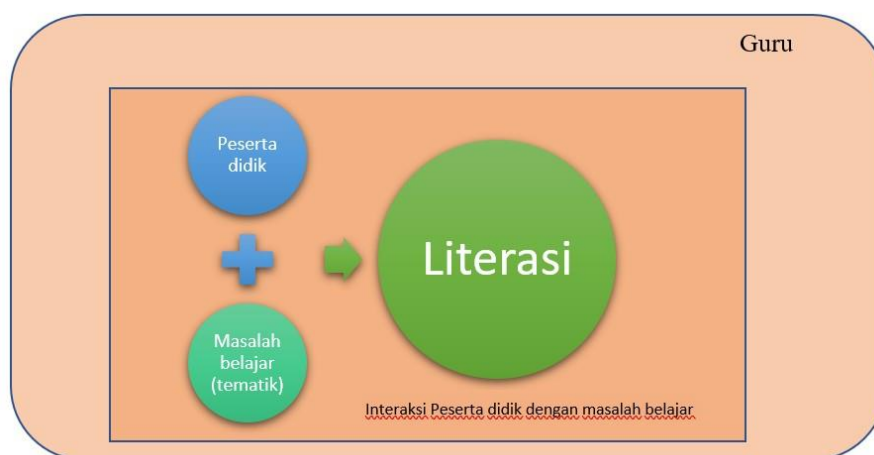 Guru
Peserta
didik
Masalah
belajar
(tematik)
Literasi
Interaksi Peserta didik dengan masalah belajar